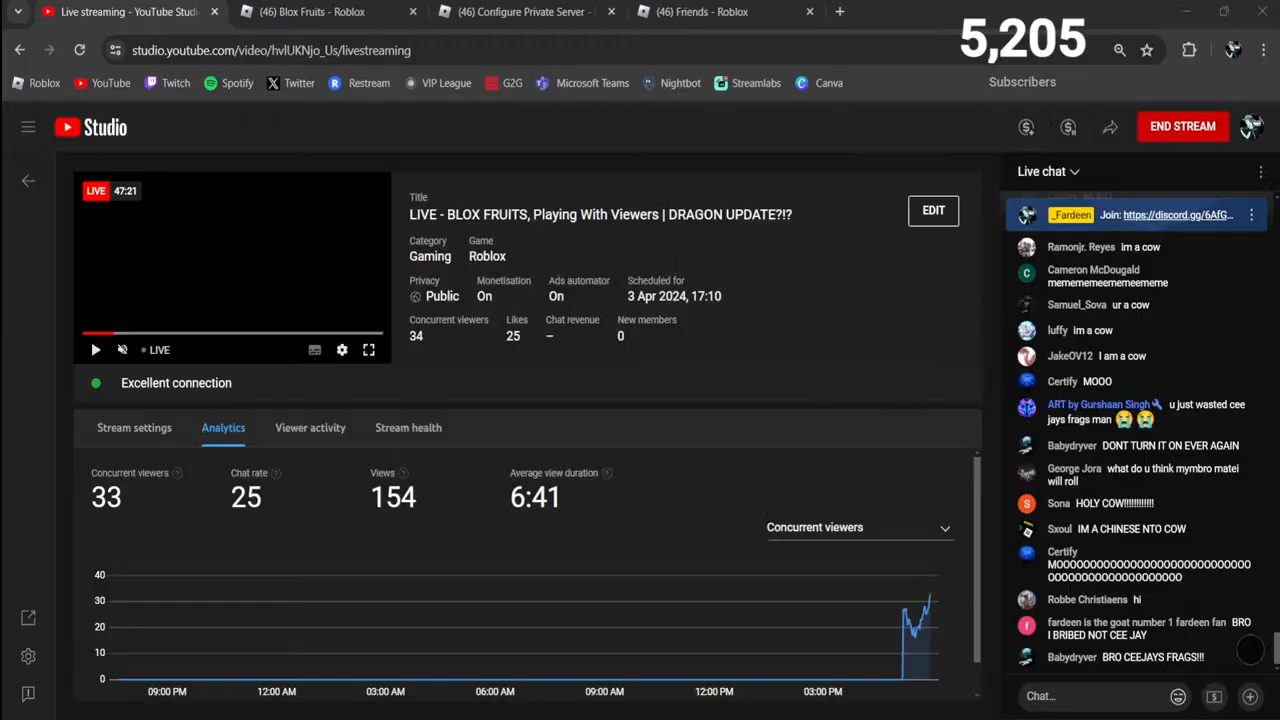 Live streaming - YouTube Studi
(46) Blox Fruits - Roblox
(46) Configure Private Server -
(46) Friends - Roblox
studio.youtube.com/video/hvlUKNjo_Us/livestreaming
5,205
Subscribers
Roblox
YouTube
Twitch
Spotify
Twitter
Restream
VIP League
G2G
Microsoft Teams
Nightbot
Streamlabs
Canva
Studio
END STREAM
LIVE 47:21
LIVE
Title
LIVE - BLOX FRUITS, Playing With Viewers | DRAGON UPDATE?!?
EDIT
Category Game
Gaming Roblox
Privacy Monetisation Ads automator Scheduled for
Public On On 3 Apr 2024, 17:10
Concurrent viewers Likes Chat revenue New members
34 25 – 0
Excellent connection
Stream settings Analytics Viewer activity Stream health
Concurrent viewers Chat rate Views Average view duration
33 25 154 6:41
Concurrent viewers
40
30
20
10
0
09:00 PM 12:00 AM 03:00 AM 06:00 AM 09:00 AM 12:00 PM 03:00 PM
Live chat
_Fardeen Join: https://discord.gg/6AfG...
Ramonjr. Reyes im a cow
Cameron McDougald
mememememeemeememe
Samuel_Sova ur a cow
luffy im a cow
JakeOV12 I am a cow
Certify MOOO
ART by Gurshaan Singh u just wasted cee
jays frags man 😭 😭
Babydryver DONT TURN IT ON EVER AGAIN
George Jora what do u think mymbro matei
will roll
Sona HOLY COW!!!!!!!!!!!!
Sxoul IM A CHINESE NTO COW
Certify
Robbe Christiaens hi
fardeen is the goat number 1 fardeen fan BRO
I BRIBED NOT CEE JAY
Babydryver BRO CEEJAYS FRAGS!!!
Chat...